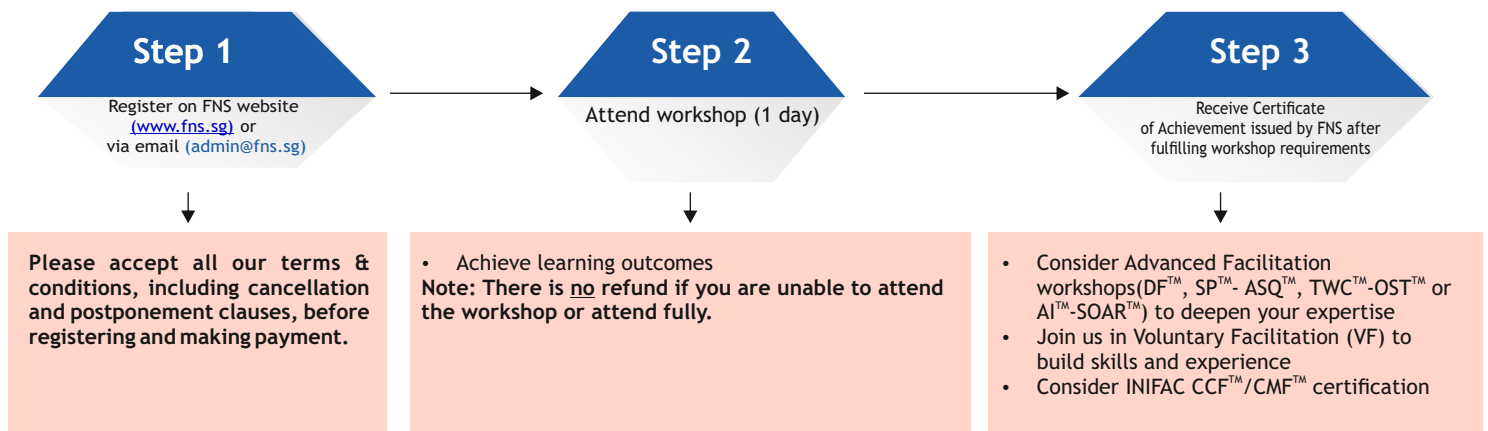 Step 1
Register on FNS website
(www.fns.sg) or
via email (admin@fns.sg)
Step 2
Attend workshop (1 day)
Step 3
Receive Certificate
of Achievement issued by FNS after
fulfilling workshop requirements
Please accept all our terms &
conditions, including cancellation
and postponement clauses, before
registering and making payment.
• Achieve learning outcomes
Note: There is no refund if you are unable to attend
the workshop or attend fully.
• Consider Advanced Facilitation
workshops(DF™, SP™- ASQ™, TWC™-OST™ or
AI™-SOAR™) to deepen your expertise
• Join us in Voluntary Facilitation (VF) to
build skills and experience
• Consider INIFAC CCF™/CMF™ certification